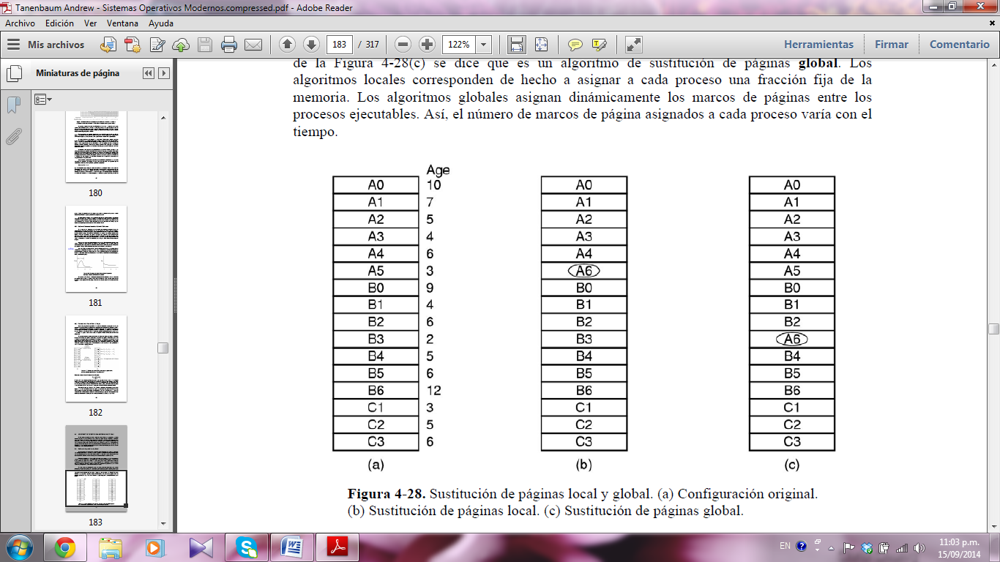 Tanenbaum Andrew - Sistemas Operativos Modernos.compressed.pdf - Adobe Reader
Archivo Edición Ver Ventana Ayuda
Mis archivos 183 / 317 122% Herramientas Firmar Comentario
Miniaturas de página
180
181
182
183
de la Figura 4-28(c) se dice que es un algoritmo de sustitución de páginas global. Los
algoritmos locales corresponden de hecho a asignar a cada proceso una fracción fija de la
memoria. Los algoritmos globales asignan dinámicamente los marcos de páginas entre los
procesos ejecutables. Así, el número de marcos de página asignados a cada proceso varía con el
tiempo.
Age
A0 10 A0 A0
A1 7 A1 A1
A2 5 A2 A2
A3 4 A3 A3
A4 6 A4 A4
A5 3 A6 A5
B0 9 B0 B0
B1 4 B1 B1
B2 6 B2 B2
B3 2 B3 A6
B4 5 B4 B4
B5 6 B5 B5
B6 12 B6 B6
C1 3 C1 C1
C2 5 C2 C2
C3 6 C3 C3
(a) (b) (c)
Figura 4-28. Sustitución de páginas local y global. (a) Configuración original.
(b) Sustitución de páginas local. (c) Sustitución de páginas global.
EN 11:03 p.m.
15/09/2014